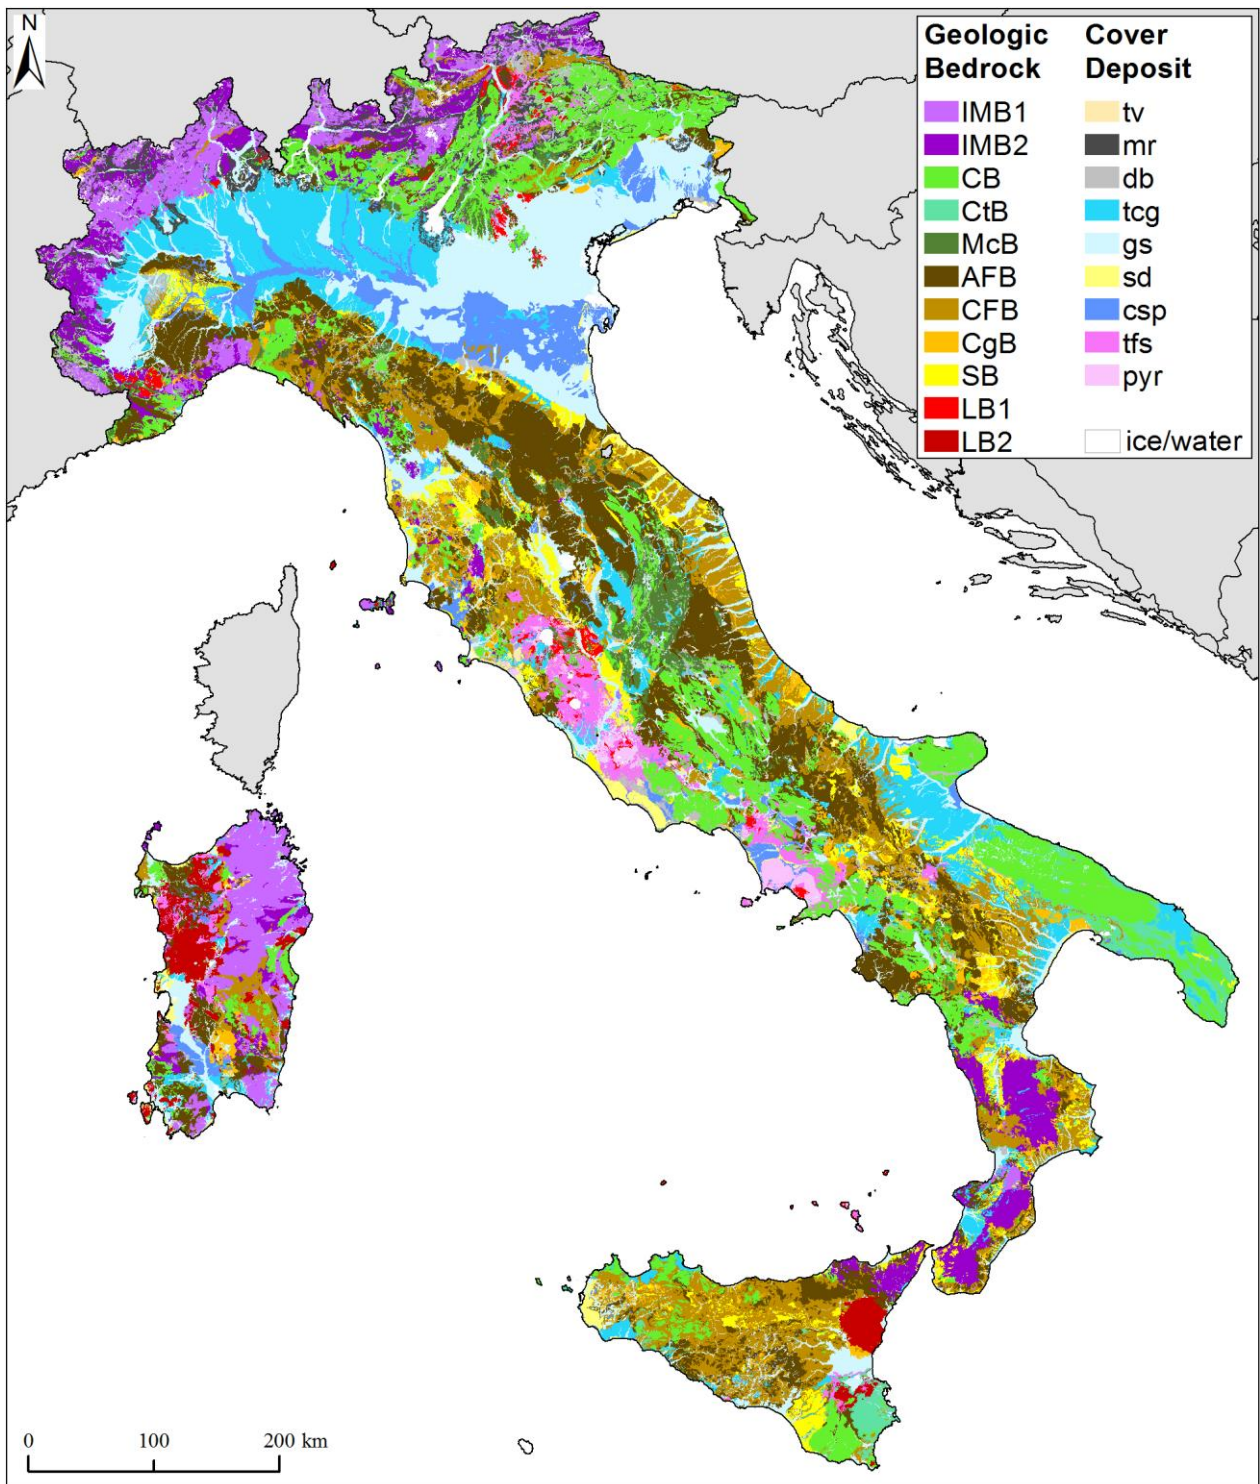 N
Geologic Bedrock
IMB1
IMB2
CB
CtB
McB
AFB
CFB
CgB
SB
LB1
LB2
Cover Deposit
tv
mr
db
tcg
gs
sd
csp
tfs
pyr
ice/water
0 100 200 km